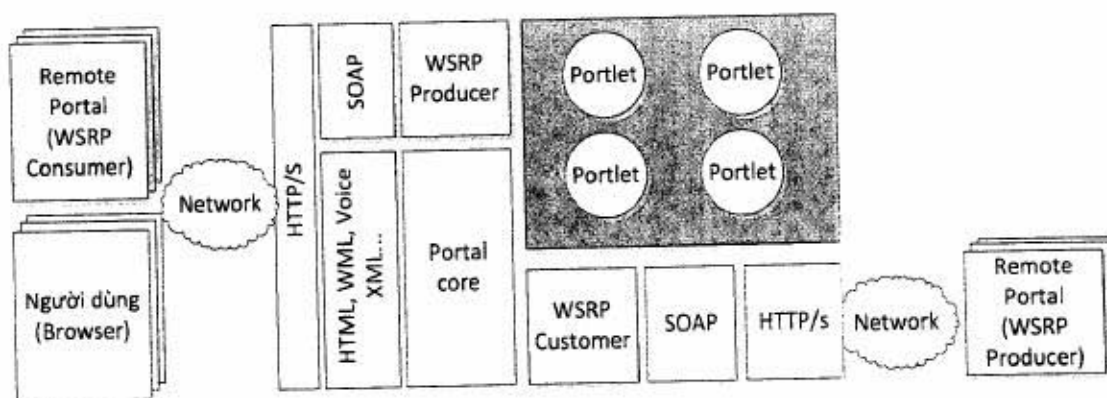 Remote
Portal
(WSRP
Consumer)
Người dùng
(Browser)
Network
HTTP/S
SOAP
WSRP
Producer
HTML, WML, Voice
XML...
Portal
core
Portlet
Portlet
Portlet
Portlet
WSRP
Customer
SOAP
HTTP/s
Network
Remote
Portal
(WSRP
Producer)